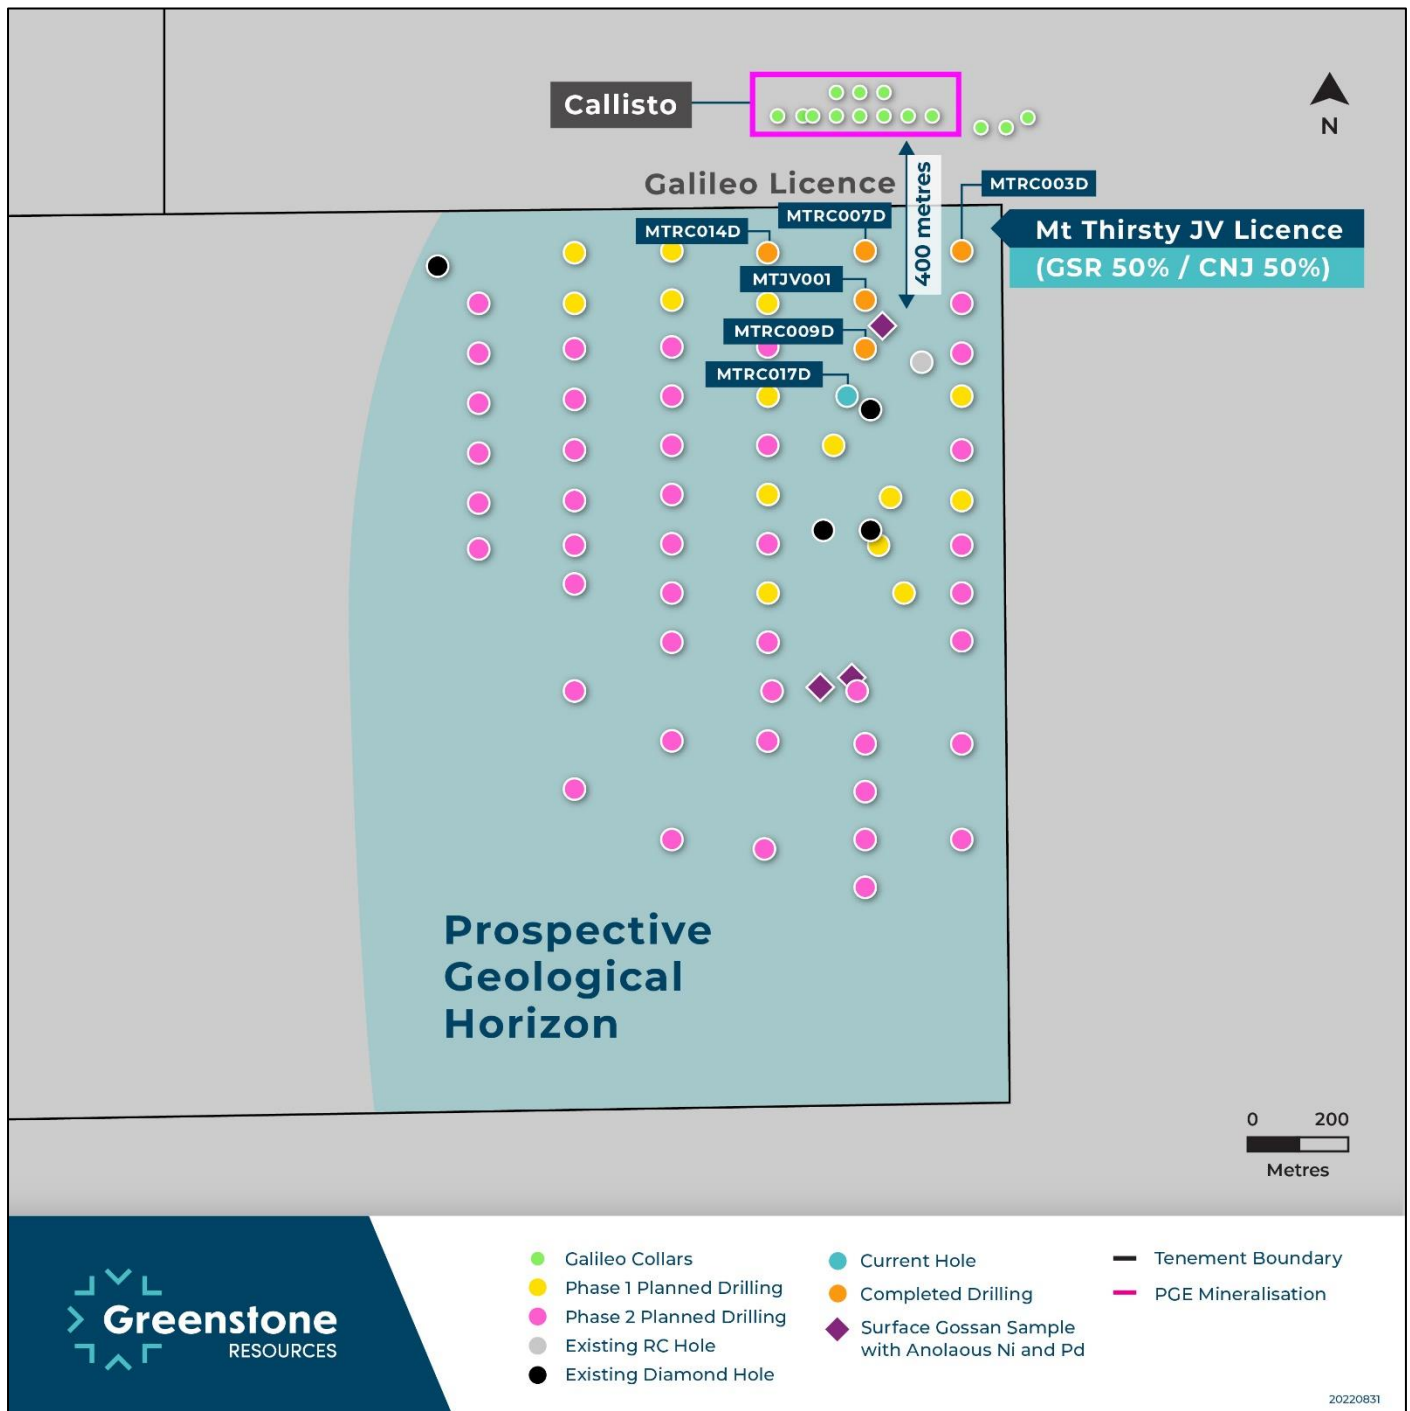 Callisto
N
Galileo Licence
400 metres
MTRC003D
MTRC007D
MTRC014D
Mt Thirsty JV Licence
(GSR 50% / CNJ 50%)
MTJV001
MTRC009D
MTRC017D
Prospective
Geological
Horizon
0 200
Metres
Greenstone
RESOURCES
Galileo Collars
Phase 1 Planned Drilling
Phase 2 Planned Drilling
Existing RC Hole
Existing Diamond Hole
Current Hole
Completed Drilling
Surface Gossan Sample
with Anolaous Ni and Pd
Tenement Boundary
PGE Mineralisation
20220831